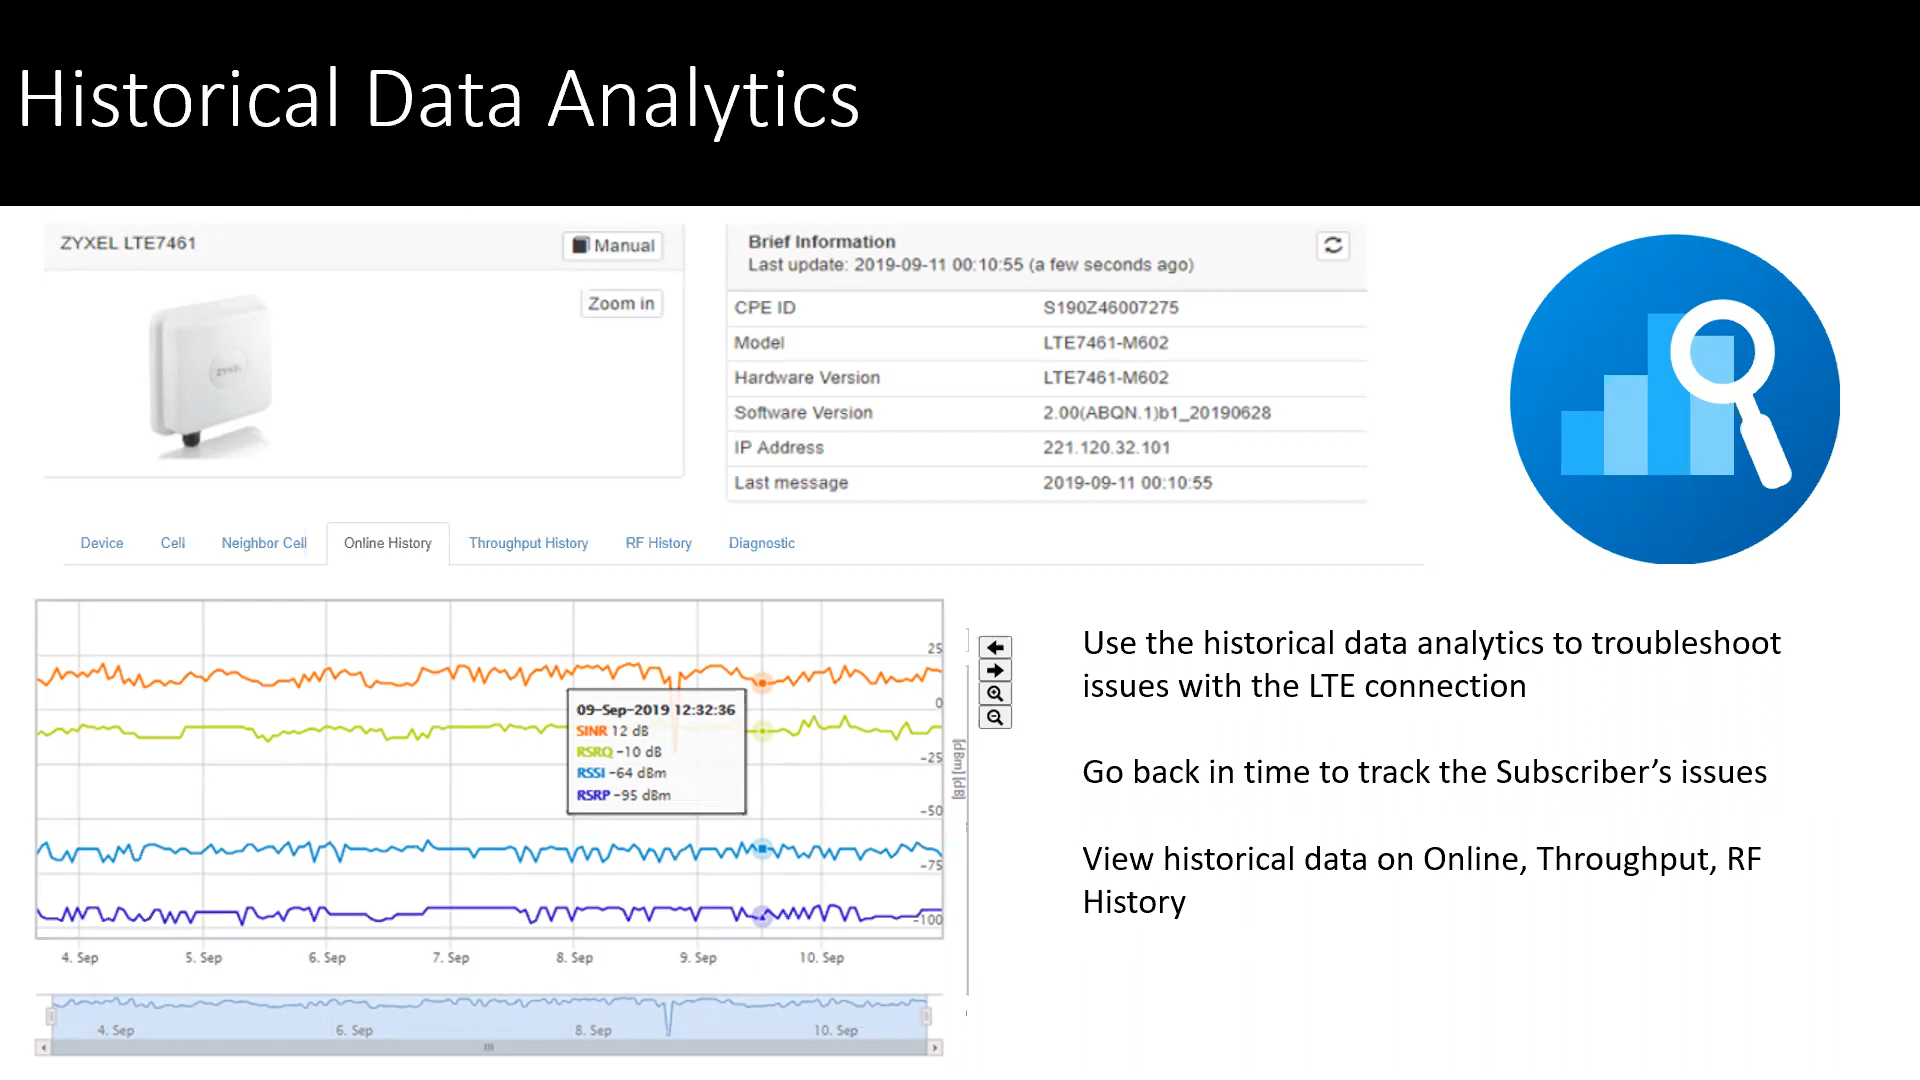 Historical Data Analytics
ZYXEL LTE7461
Manual
Zoom in
ZYXEL
Brief Information
Last update: 2019-09-11 00:10:55 (a few seconds ago)
CPE ID S190Z46007275
Model LTE7461-M602
Hardware Version LTE7461-M602
Software Version 2.00(ABQN.1)b1_20190628
IP Address 221.120.32.101
Last message 2019-09-11 00:10:55
Device Cell Neighbor Cell Online History Throughput History RF History Diagnostic
25
0
-25
-50
-75
-100
[dBm] [dB]
09-Sep-2019 12:32:36
SINR 12 dB
RSRQ -10 dB
RSSI -64 dBm
RSRP -95 dBm
4. Sep 5. Sep 6. Sep 7. Sep 8. Sep 9. Sep 10. Sep
4. Sep 6. Sep 8. Sep 10. Sep
Use the historical data analytics to troubleshoot
issues with the LTE connection
Go back in time to track the Subscriber’s issues
View historical data on Online, Throughput, RF
History